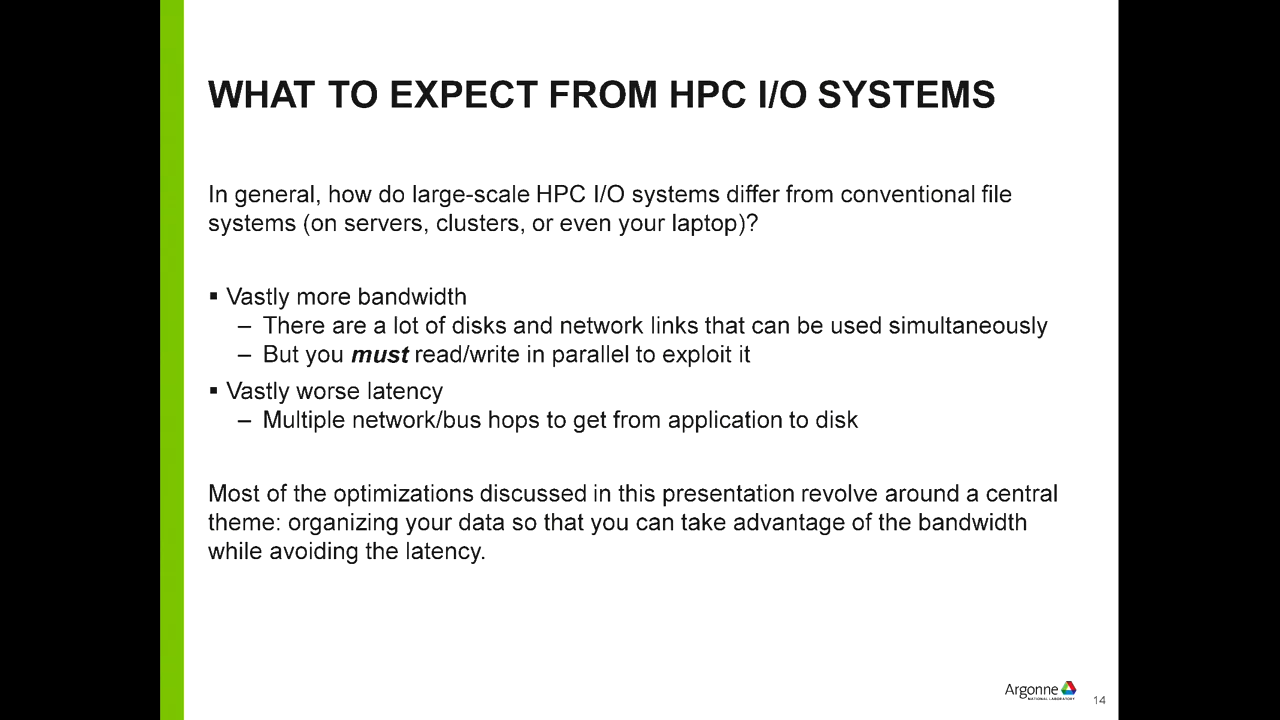 WHAT TO EXPECT FROM HPC I/O SYSTEMS
In general, how do large-scale HPC I/O systems differ from conventional file
systems (on servers, clusters, or even your laptop)?
▪ Vastly more bandwidth
– There are a lot of disks and network links that can be used simultaneously
– But you must read/write in parallel to exploit it
▪ Vastly worse latency
– Multiple network/bus hops to get from application to disk
Most of the optimizations discussed in this presentation revolve around a central
theme: organizing your data so that you can take advantage of the bandwidth
while avoiding the latency.
Argonne
NATIONAL LABORATORY
14